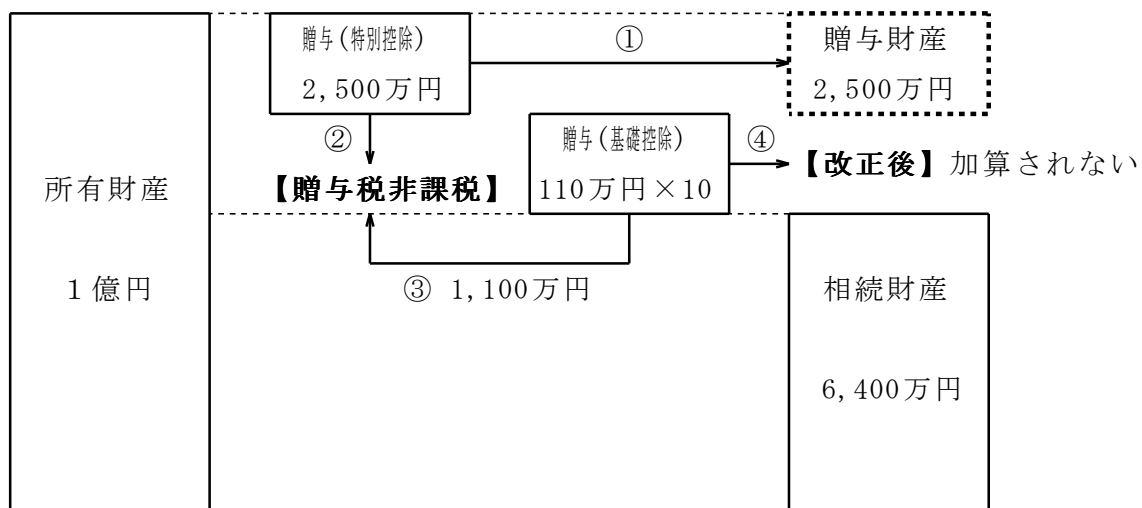 贈与(特別控除)
2,500万円
①
贈与財産
2,500万円
②
贈与(基礎控除)
110万円×10
④
【改正後】加算されない
所有財産
1億円
【贈与税非課税】
③ 1,100万円
相続財産
6,400万円